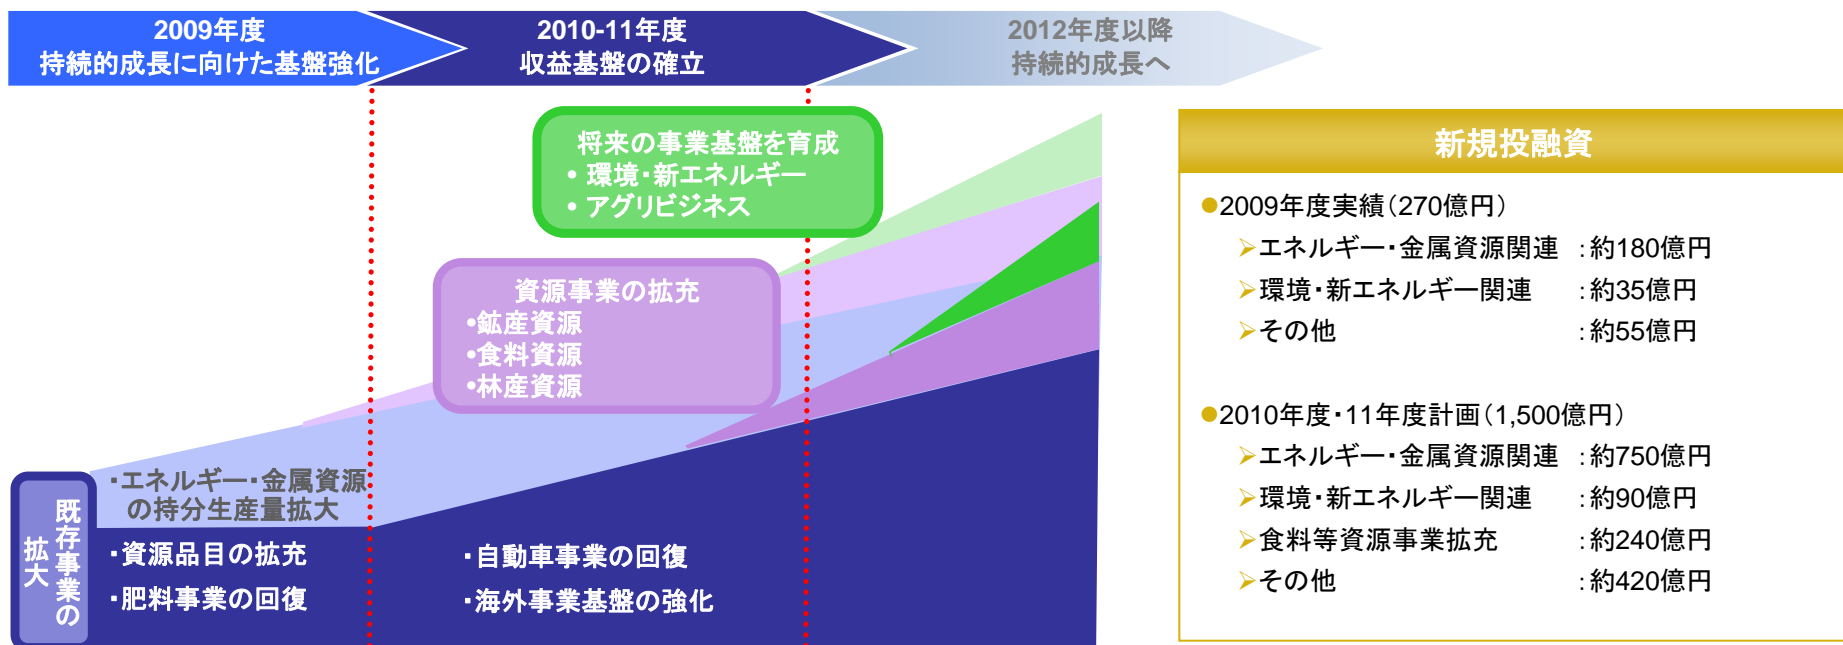 2009年度
持続的成長に向けた基盤強化
2010-11年度
収益基盤の確立
2012年度以降
持続的成長へ
将来の事業基盤を育成
• 環境・新エネルギー
• アグリビジネス
資源事業の拡充
•鉱産資源
•食料資源
•林産資源
既存事業の
拡大
・エネルギー・金属資源
の持分生産量拡大
・資源品目の拡充
・肥料事業の回復
・自動車事業の回復
・海外事業基盤の強化
新規投融資
●2009年度実績（270億円）
➢エネルギー・金属資源関連 ：約180億円
➢環境・新エネルギー関連 ：約35億円
➢その他 ：約55億円
●2010年度・11年度計画（1,500億円）
➢エネルギー・金属資源関連 ：約750億円
➢環境・新エネルギー関連 ：約90億円
➢食料等資源事業拡充 ：約240億円
➢その他 ：約420億円